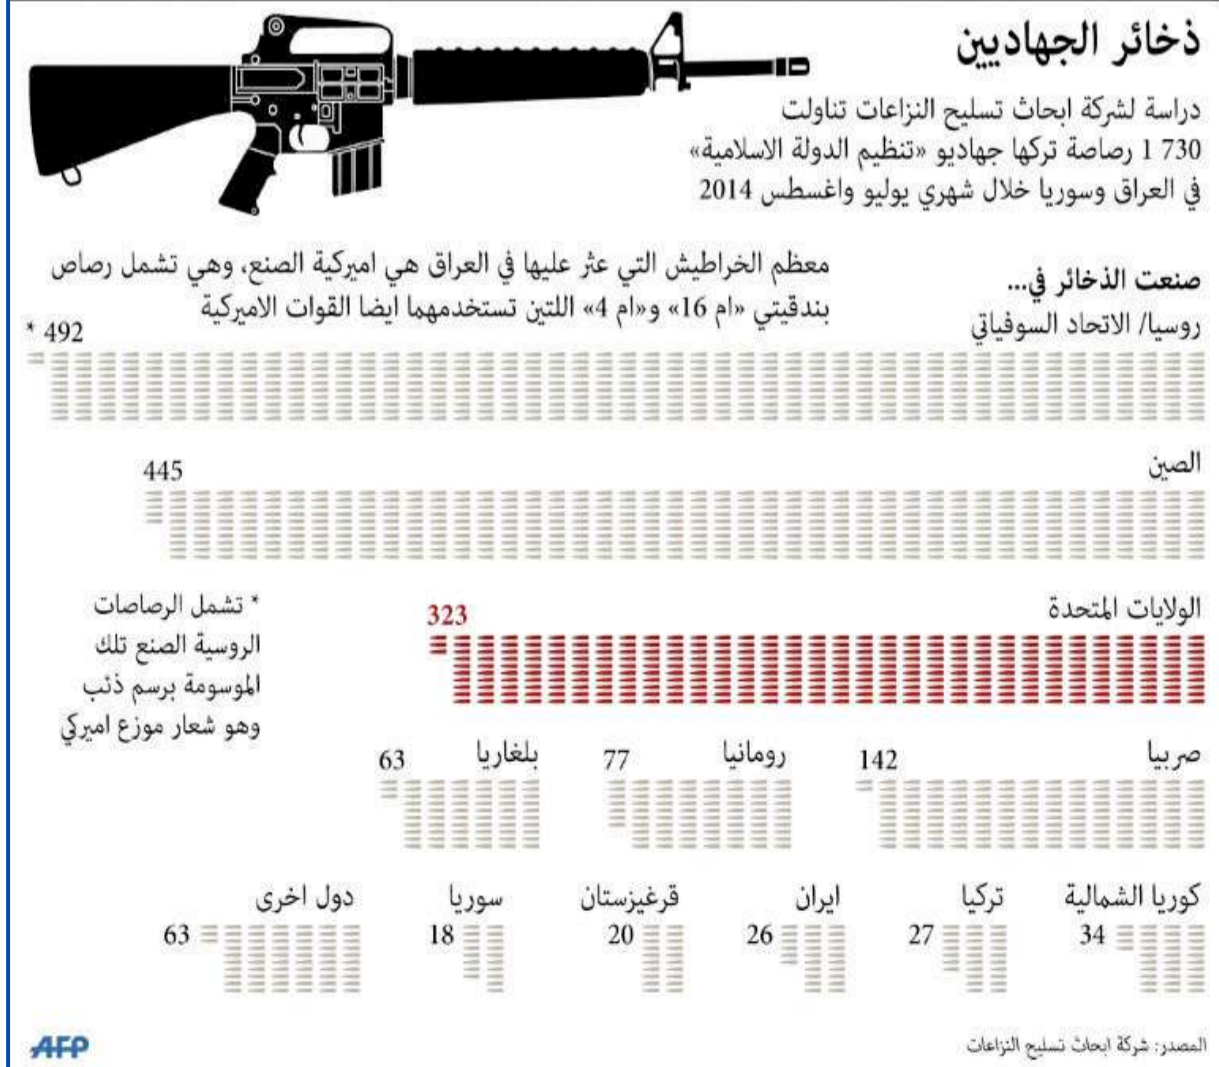 ذخائر الجهاديين
دراسة لشركة ابحاث تسليح النزاعات تناولت
1 730 رصاصة تركها جهاديو «تنظيم الدولة الاسلامية»
في العراق وسوريا خلال شهري يوليو واغسطس 2014
معظم الخراطيش التي عثر عليها في العراق هي اميركية الصنع، وهي تشمل رصاص
بندقيتي «ام 16» و«ام 4» اللتين تستخدمهما ايضا القوات الاميركية
صنعت الذخائر في...
روسيا/ الاتحاد السوفياتي
492 *
الصين
445
الولايات المتحدة
323
* تشمل الرصاصات
الروسية الصنع تلك
الموسومة برسم ذئب
وهو شعار موزع اميركي
صربيا
142
رومانيا
77
بلغاريا
63
كوريا الشمالية
34
تركيا
27
ايران
26
قرغيزستان
20
سوريا
18
دول اخرى
63
المصدر: شركة ابحاث تسليح النزاعات
AFP